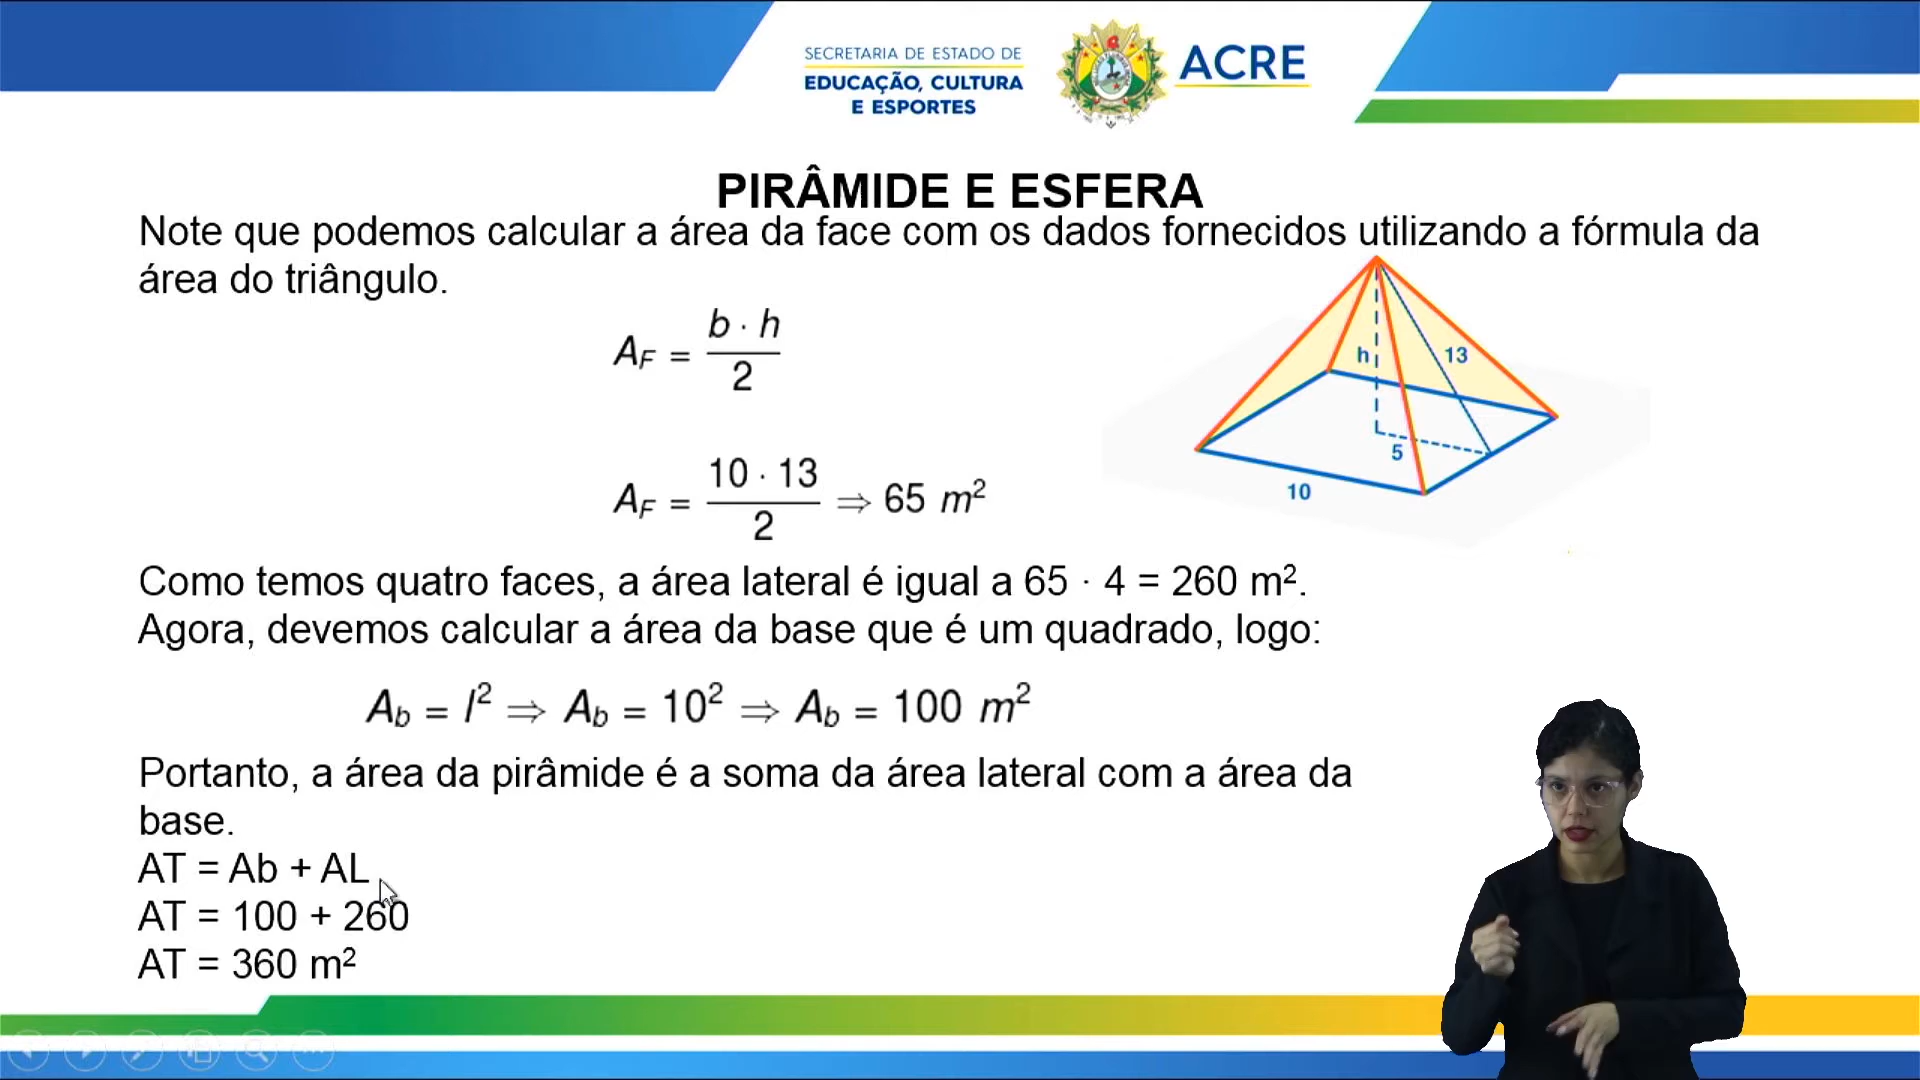 SECRETARIA DE ESTADO DE
EDUCAÇÃO, CULTURA
E ESPORTES
ACRE
PIRÂMIDE E ESFERA
Note que podemos calcular a área da face com os dados fornecidos utilizando a fórmula da
área do triângulo.
A_F = b · h / 2
h
13
5
10
A_F = 10 · 13 / 2 ⇒ 65 m²
Como temos quatro faces, a área lateral é igual a 65 · 4 = 260 m².
Agora, devemos calcular a área da base que é um quadrado, logo:
A_b = l² ⇒ A_b = 10² ⇒ A_b = 100 m²
Portanto, a área da pirâmide é a soma da área lateral com a área da
base.
AT = Ab + AL
AT = 100 + 260
AT = 360 m²